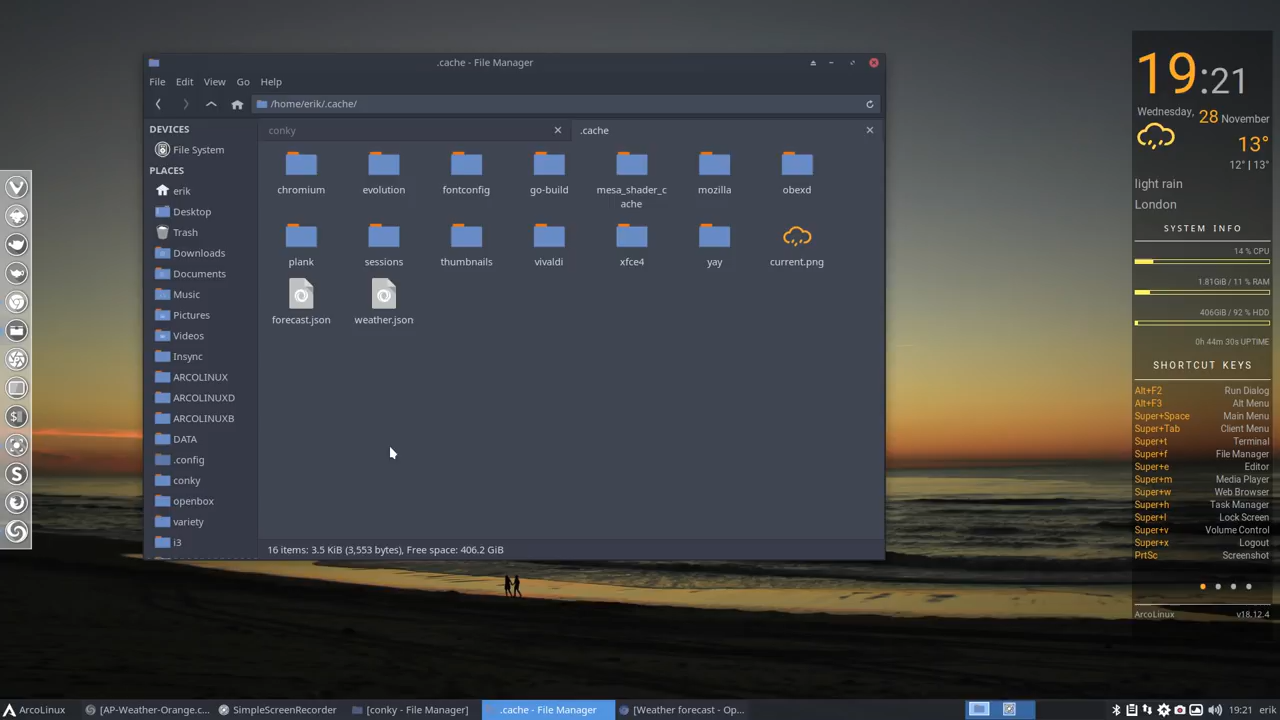 .cache - File Manager
File Edit View Go Help
/home/erik/.cache/
DEVICES
File System
PLACES
erik
Desktop
Trash
Downloads
Documents
Music
Pictures
Videos
Insync
ARCOLINUX
ARCOLINUXD
ARCOLINUXB
DATA
.config
conky
openbox
variety
i3
conky
.cache
chromium evolution fontconfig go-build mesa_shader_c mozilla obexd
ache
plank sessions thumbnails vivaldi xfce4 yay current.png
forecast.json weather.json
16 items: 3.5 KiB (3,553 bytes), Free space: 406.2 GiB
19:21
Wednesday, 28 November
13°
12° | 13°
light rain
London
SYSTEM INFO
14 % CPU
1.81GiB / 11 % RAM
406GiB / 92 % HDD
0h 44m 30s UPTIME
SHORTCUT KEYS
Alt+F2 Run Dialog
Alt+F3 Alt Menu
Super+Space Main Menu
Super+Tab Client Menu
Super+t Terminal
Super+f File Manager
Super+e Editor
Super+m Media Player
Super+w Web Browser
Super+h Task Manager
Super+l Lock Screen
Super+v Volume Control
Super+x Logout
PrtSc Screenshot
ArcoLinux v18.12.4
ArcoLinux [AP-Weather-Orange.c... SimpleScreenRecorder [conky - File Manager] .cache - File Manager [Weather forecast - Op... 19:21 erik